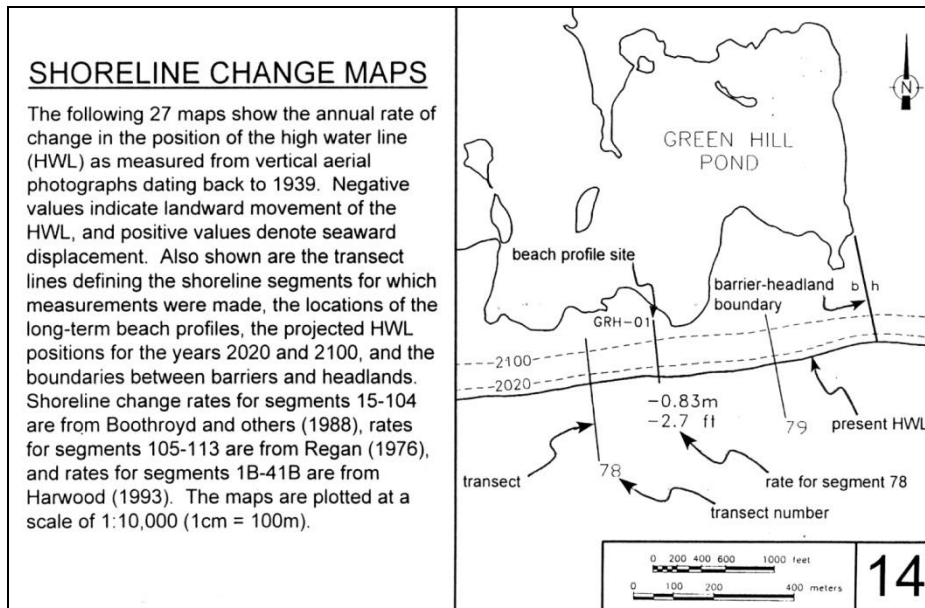 SHORELINE CHANGE MAPS
The following 27 maps show the annual rate of
change in the position of the high water line
(HWL) as measured from vertical aerial
photographs dating back to 1939. Negative
values indicate landward movement of the
HWL, and positive values denote seaward
displacement. Also shown are the transect
lines defining the shoreline segments for which
measurements were made, the locations of the
long-term beach profiles, the projected HWL
positions for the years 2020 and 2100, and the
boundaries between barriers and headlands.
Shoreline change rates for segments 15-104
are from Boothroyd and others (1988), rates
for segments 105-113 are from Regan (1976),
and rates for segments 1B-41B are from
Harwood (1993). The maps are plotted at a
scale of 1:10,000 (1cm = 100m).
N
GREEN HILL
POND
beach profile site
barrier-headland
boundary
b h
GRH-01
2100
2020
-0.83m
-2.7 ft
79
present HWL
transect
78
rate for segment 78
transect number
0 200 400 600 1000 feet
0 100 200 400 meters
14